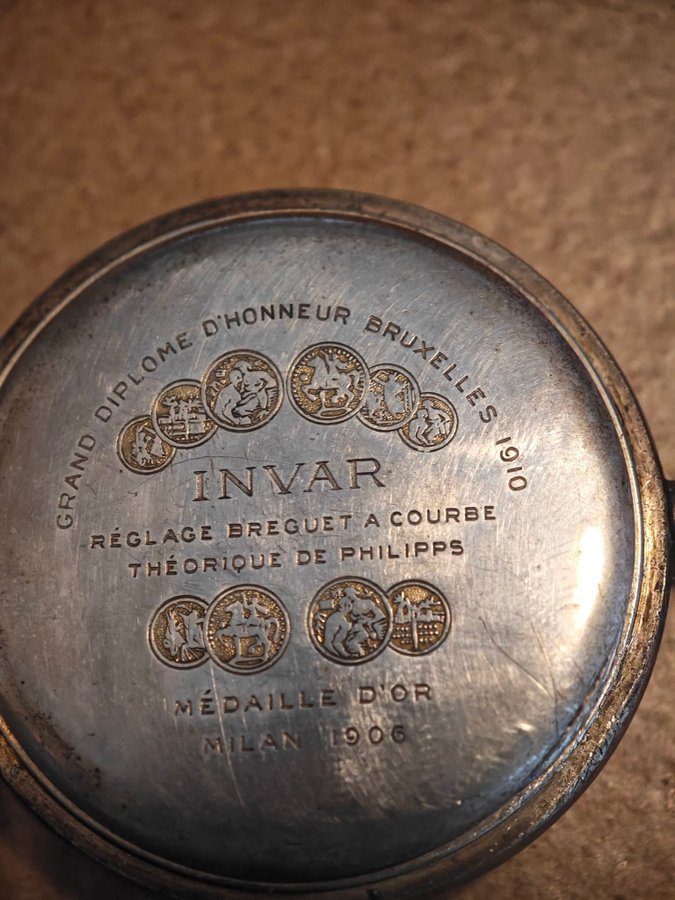 GRAND DIPLOME D'HONNEUR BRUXELLES 1910
INVAR
RÉGLAGE BREGUET A COURBE
THÉORIQUE DE PHILIPPS
MÉDAILLE D'OR
MILAN 1906